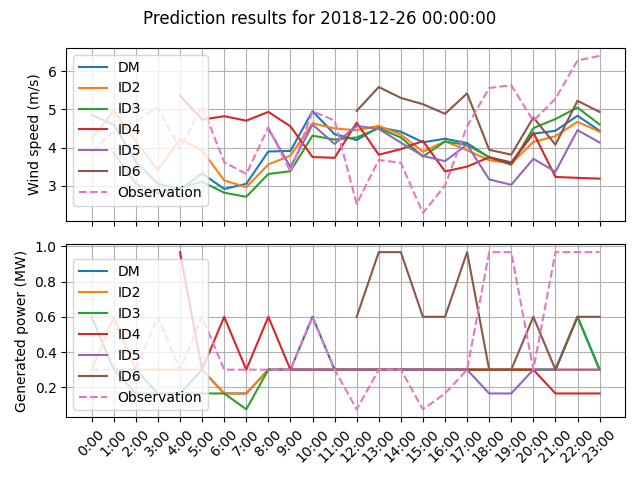 Prediction results for 2018-12-26 00:00:00
Wind speed (m/s)
6
5
4
3
DM
ID2
ID3
ID4
ID5
ID6
Observation
Generated power (MW)
1.0
0.8
0.6
0.4
0.2
DM
ID2
ID3
ID4
ID5
ID6
Observation
0:00
1:00
2:00
3:00
4:00
5:00
6:00
7:00
8:00
9:00
10:00
11:00
12:00
13:00
14:00
15:00
16:00
17:00
18:00
19:00
20:00
21:00
22:00
23:00